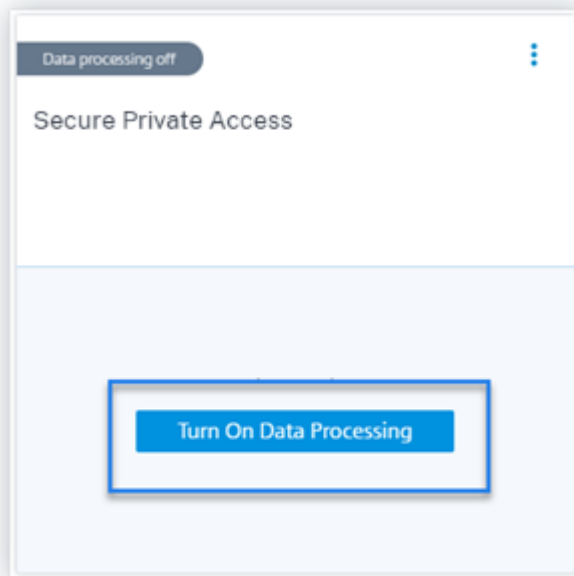 Data processing off
Secure Private Access
Turn On Data Processing